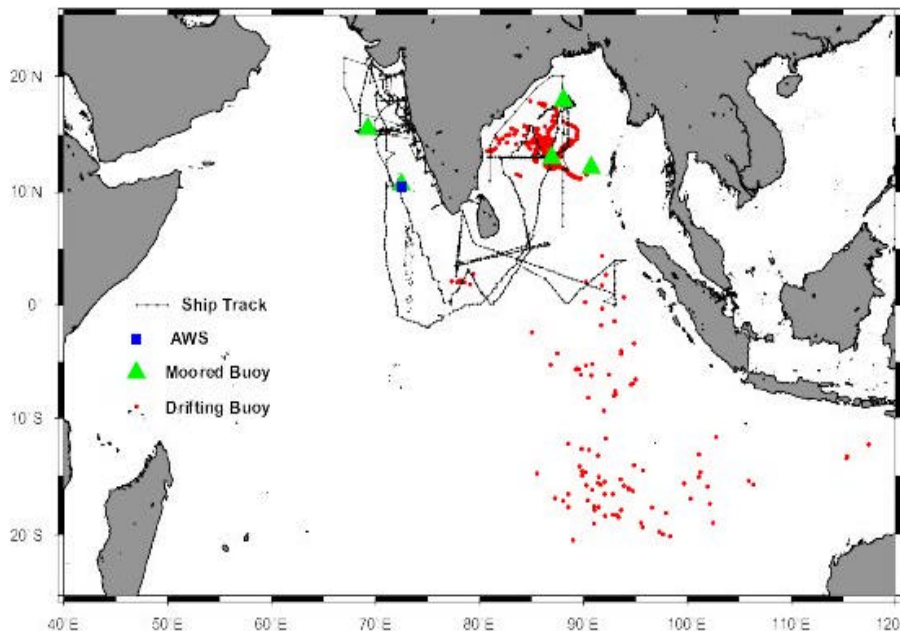 20 N
10 N
0
10 S
20 S
Ship Track
AWS
Moored Buoy
Drifting Buoy
40 E
50 E
60 E
70 E
80 E
90 E
100 E
110 E
120 E